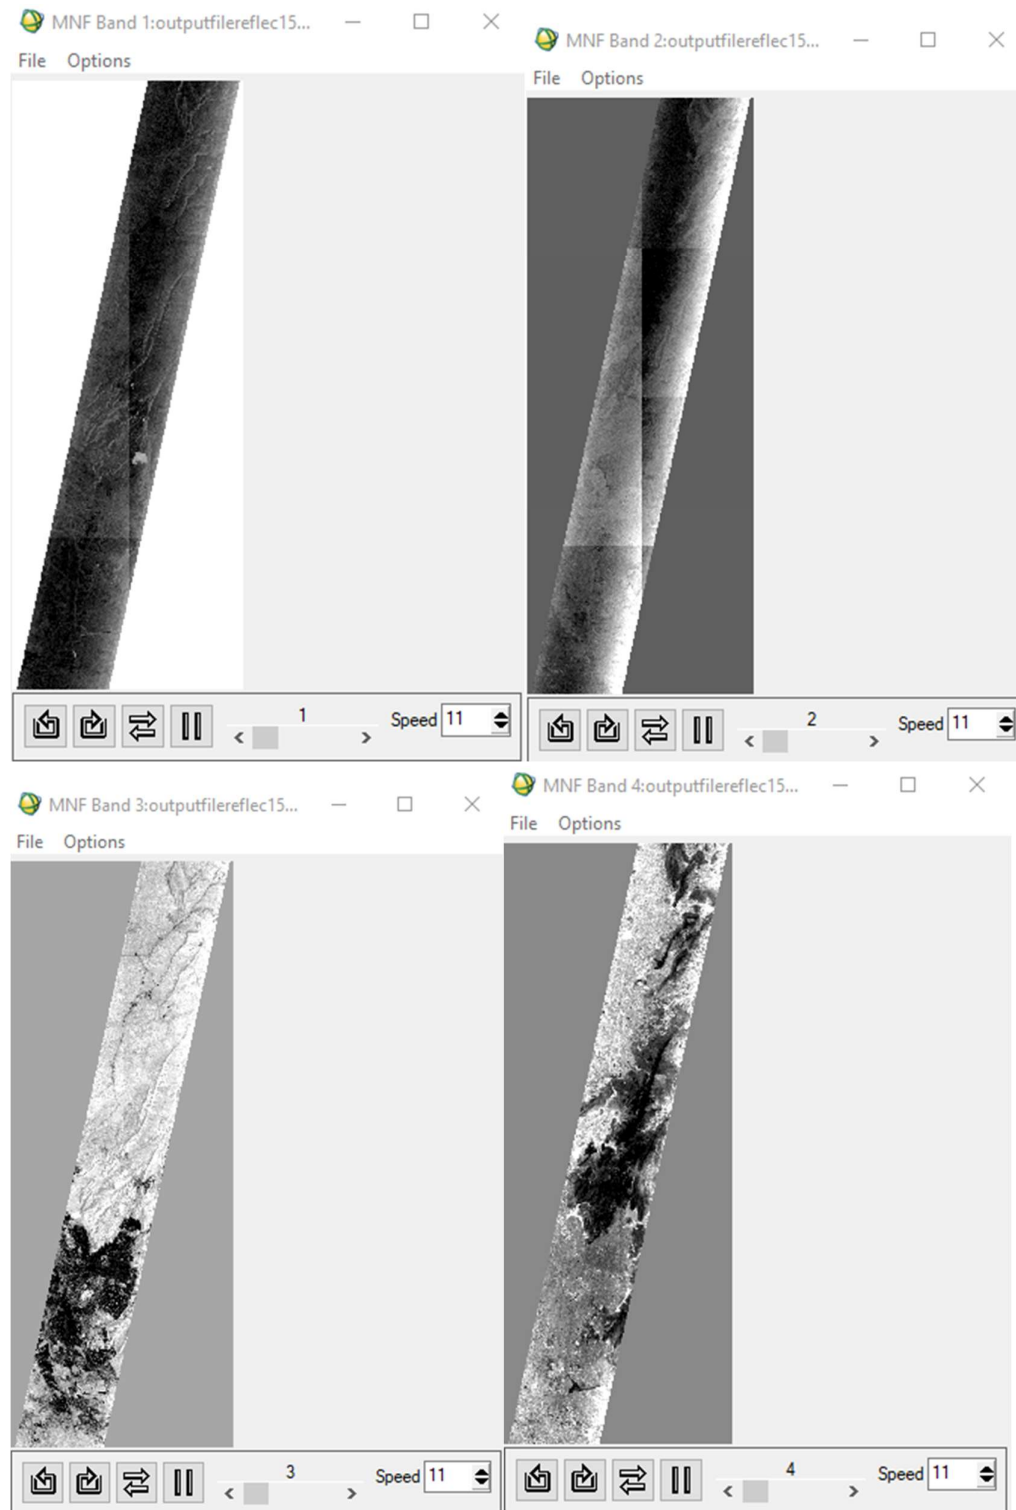 MNF Band 1:outputfilereflec15...
File Options
1
Speed 11
MNF Band 2:outputfilereflec15...
File Options
2
Speed 11
MNF Band 3:outputfilereflec15...
File Options
3
Speed 11
MNF Band 4:outputfilereflec15...
File Options
4
Speed 11